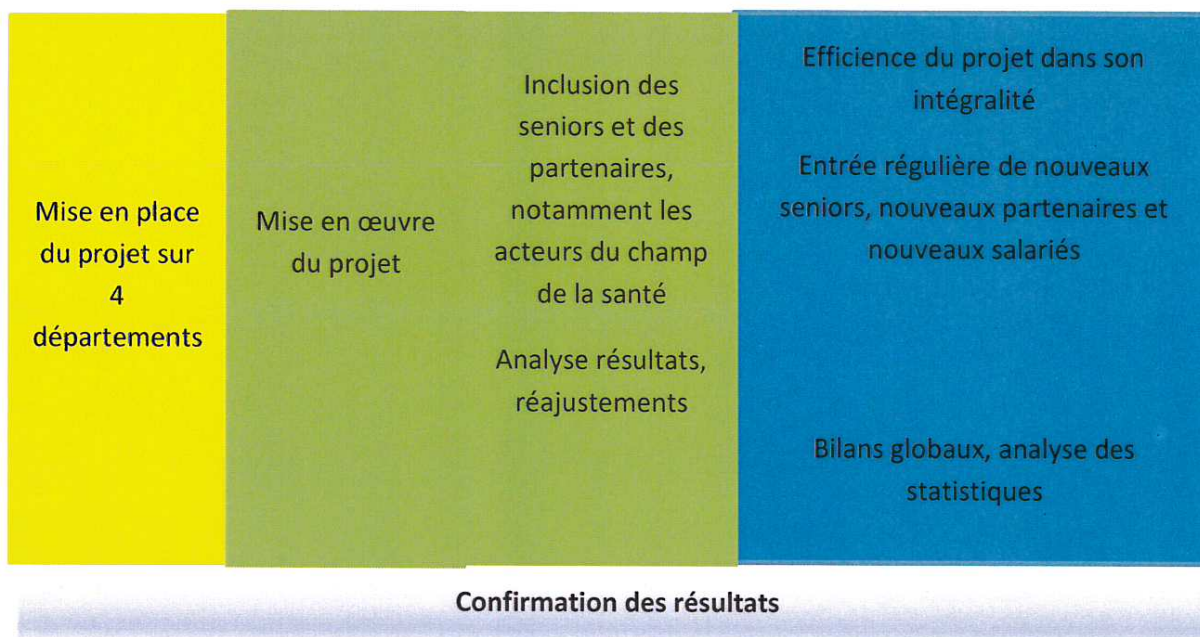 Mise en place
du projet sur
4
départements
Mise en œuvre
du projet
Inclusion des
seniors et des
partenaires,
notamment les
acteurs du champ
de la santé
Analyse résultats,
réajustements
Efficience du projet dans son
intégralité
Entrée régulière de nouveaux
seniors, nouveaux partenaires et
nouveaux salariés
Bilans globaux, analyse des
statistiques
Confirmation des résultats